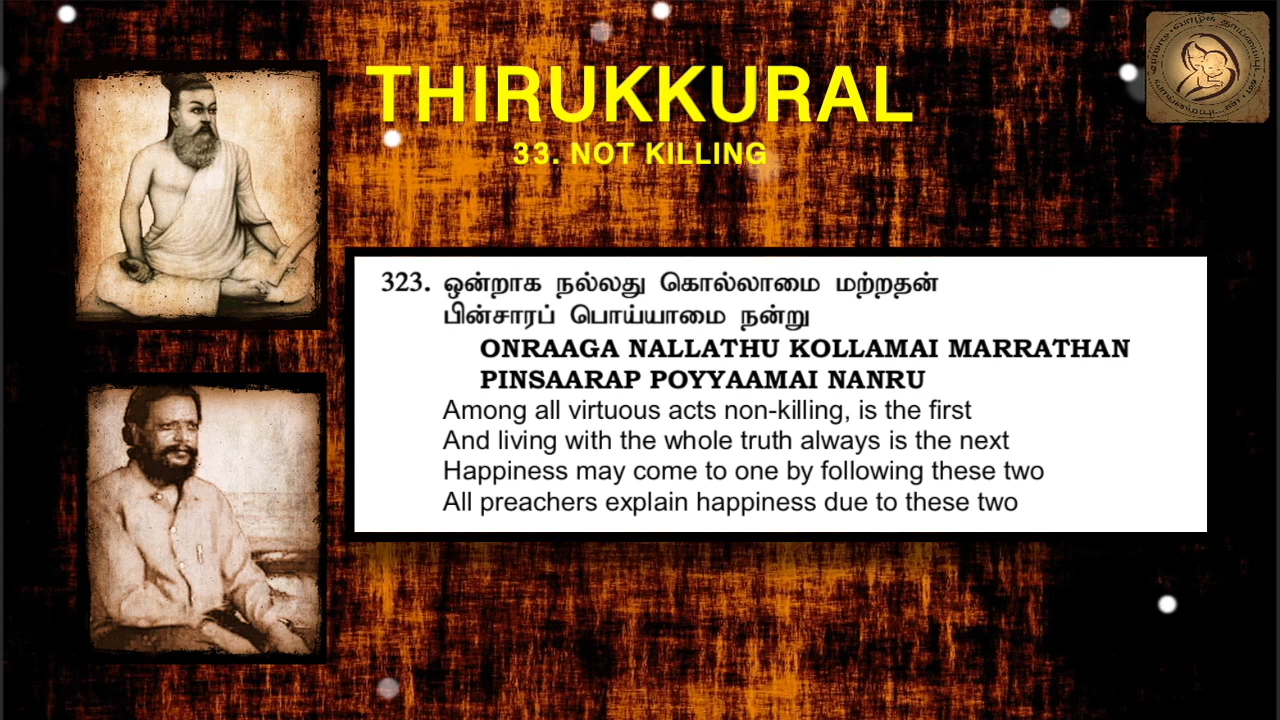 THIRUKKURAL
33. NOT KILLING
323. ஒன்றாக நல்லது கொல்லாமை மற்றதன்
பின்சாரப் பொய்யாமை நன்று
ONRAAGA NALLATHU KOLLAMAI MARRATHAN
PINSAARAP POYYAAMAI NANRU
Among all virtuous acts non-killing, is the first
And living with the whole truth always is the next
Happiness may come to one by following these two
All preachers explain happiness due to these two